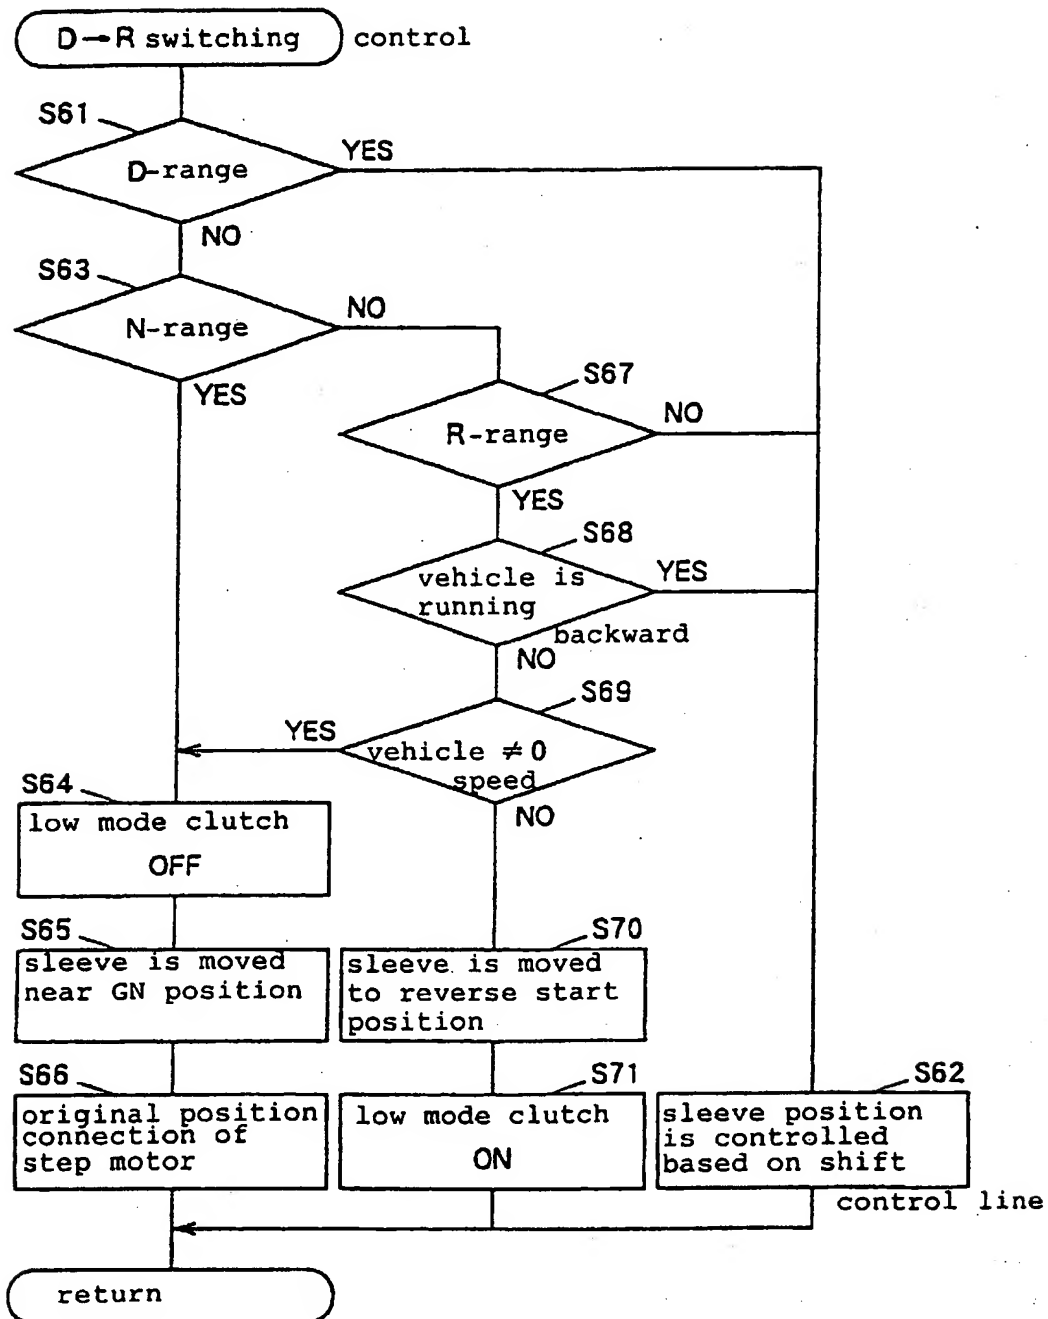 D→R switching control
S61
D-range
YES
NO
S63
N-range
NO
YES
S67
R-range
NO
YES
S68
vehicle is
running
backward
YES
NO
S69
YES
vehicle ≠ 0
speed
NO
S64
low mode clutch
OFF
S65
sleeve is moved
near GN position
S70
sleeve is moved
to reverse start
position
S66
original position
connection of
step motor
S71
low mode clutch
ON
S62
sleeve position
is controlled
based on shift
control line
return